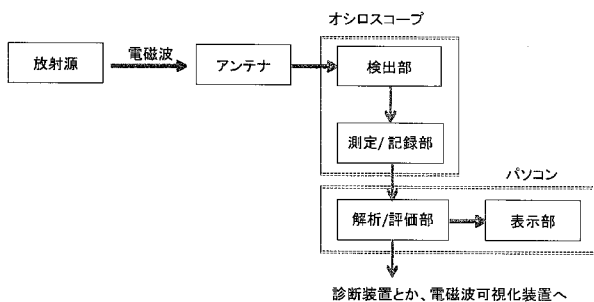 オシロスコープ
放射源
電磁波
アンテナ
検出部
測定/記録部
パソコン
解析/評価部
表示部
診断装置とか、電磁波可視化装置へ